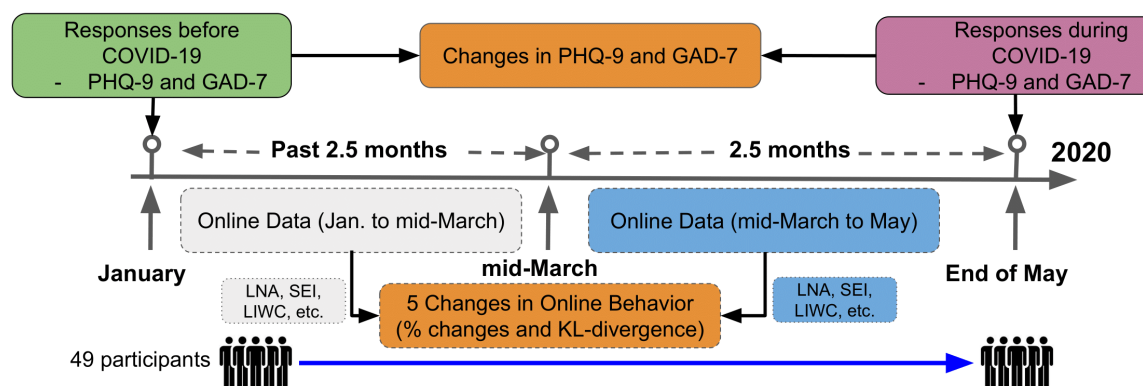 Responses before
COVID-19
- PHQ-9 and GAD-7
Changes in PHQ-9 and GAD-7
Responses during
COVID-19
- PHQ-9 and GAD-7
Past 2.5 months
2.5 months
2020
Online Data (Jan. to mid-March)
Online Data (mid-March to May)
January
mid-March
End of May
LNA, SEI,
LIWC, etc.
5 Changes in Online Behavior
(% changes and KL-divergence)
LNA, SEI,
LIWC, etc.
49 participants